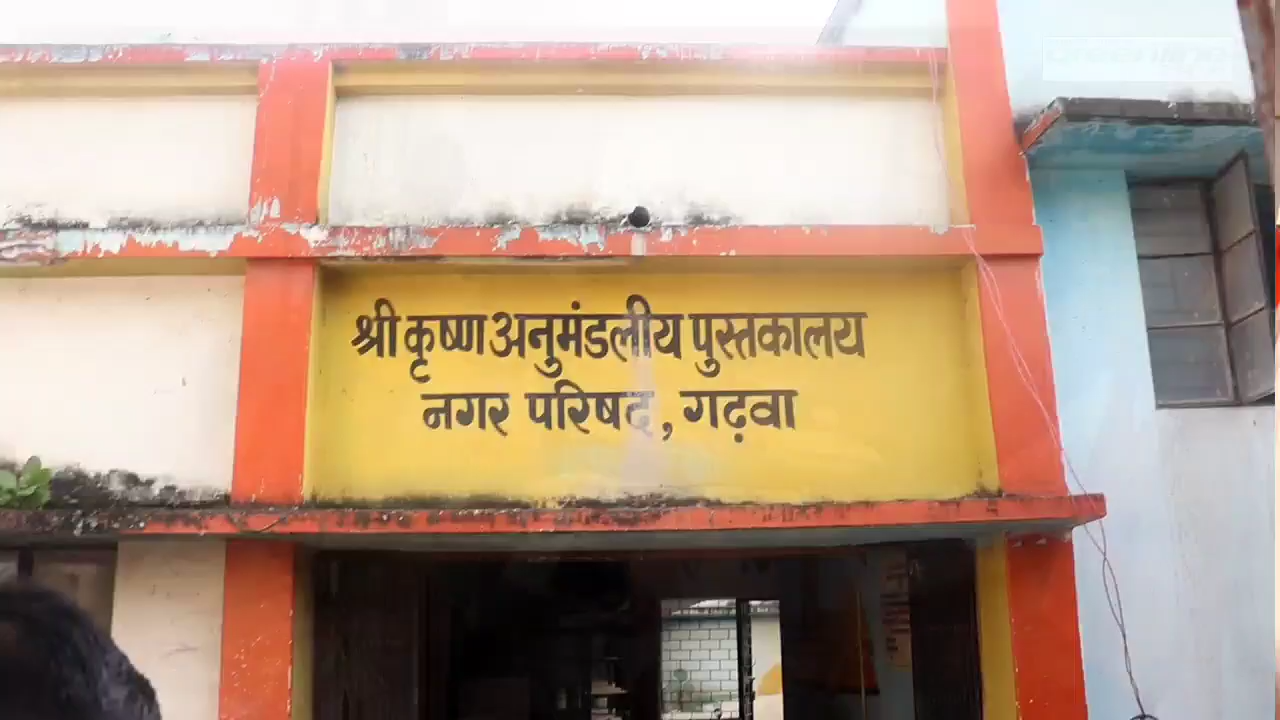 श्री कृष्ण अनुमंडलीय पुस्तकालय
नगर परिषद, गढ़वा